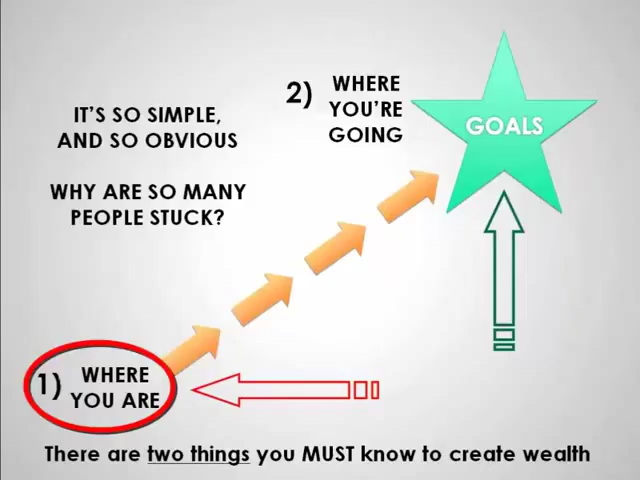 IT'S SO SIMPLE,
AND SO OBVIOUS
WHY ARE SO MANY
PEOPLE STUCK?
2) WHERE
YOU'RE
GOING
GOALS
1) WHERE
YOU ARE
There are two things you MUST know to create wealth